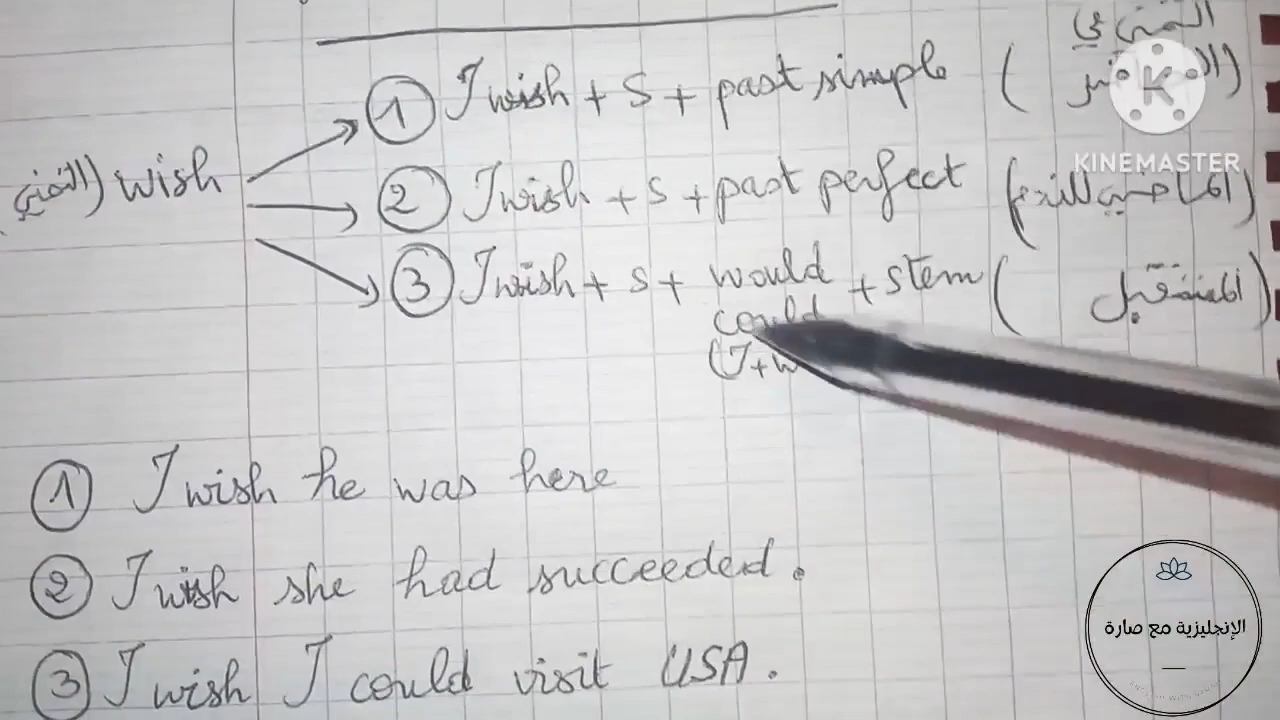 التمني في
① I wish + S + past simple (
KINEMASTER
wish (التمني
② I wish + S + past perfect (الماضي للندم)
③ I wish + S + would + stem (المستقبل)
could
(I + w
① I wish he was here
② I wish she had succeeded.
③ I wish I could visit USA.
الإنجليزية مع صارة